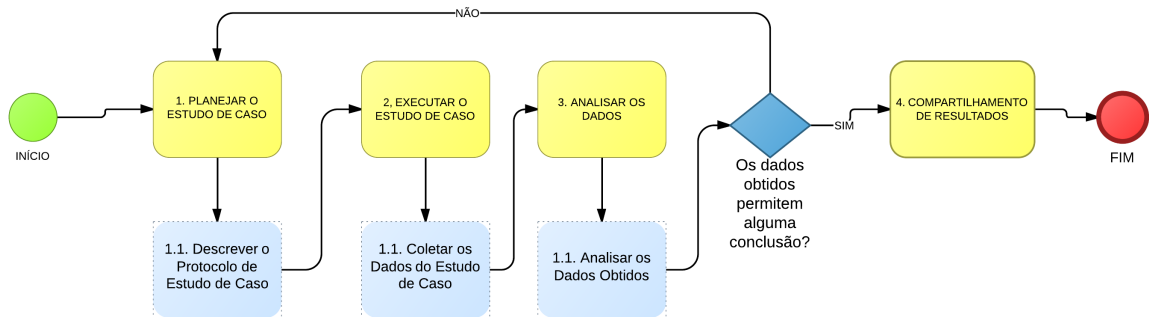 NÃO
INÍCIO
1. PLANEJAR O
ESTUDO DE CASO
1.1. Descrever o
Protocolo de
Estudo de Caso
2, EXECUTAR O
ESTUDO DE CASO
1.1. Coletar os
Dados do Estudo
de Caso
3. ANALISAR OS
DADOS
1.1. Analisar os
Dados Obtidos
Os dados
obtidos
permitem
alguma
conclusão?
SIM
4. COMPARTILHAMENTO
DE RESULTADOS
FIM